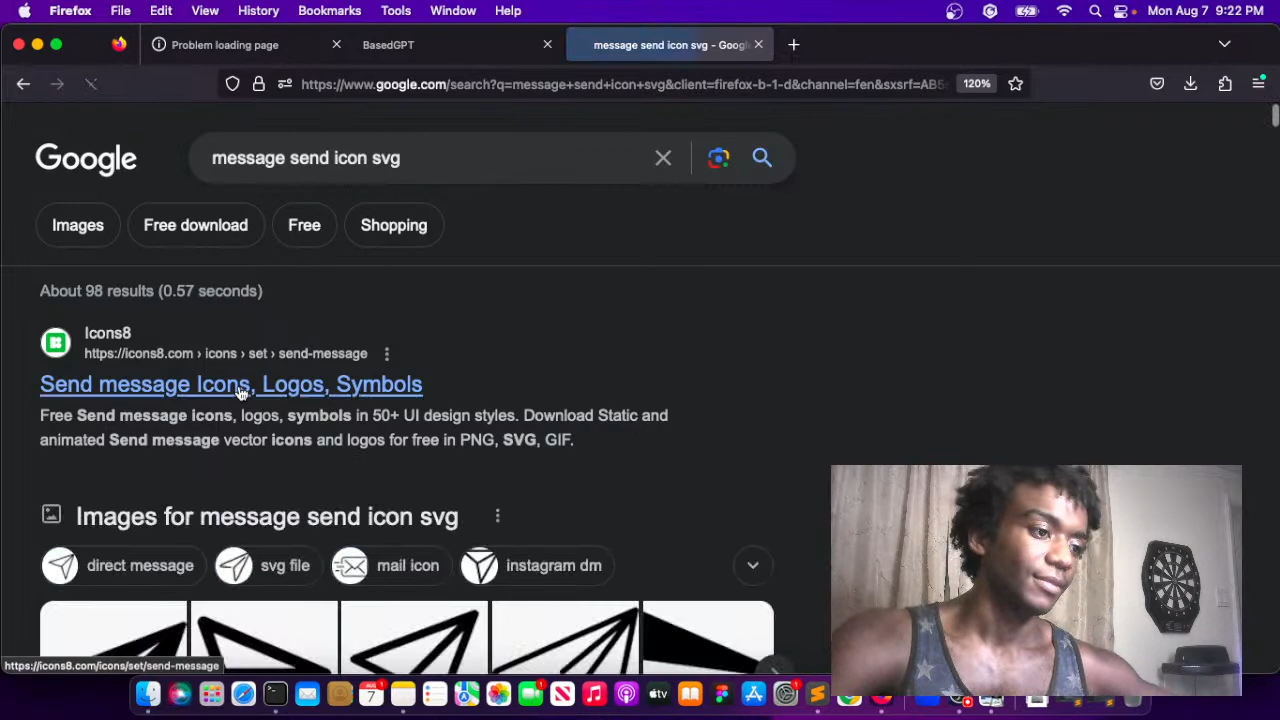 Firefox File Edit View History Bookmarks Tools Window Help Mon Aug 7 9:22 PM
Problem loading page BasedGPT message send icon svg - Goog
https://www.google.com/search?q=message+send+icon+svg&client=firefox-b-1-d&channel=fen&sxsrf=AB5 120%
Google message send icon svg
Images Free download Free Shopping
About 98 results (0.57 seconds)
Icons8
https://icons8.com › icons › set › send-message
Send message Icons, Logos, Symbols
Free Send message icons, logos, symbols in 50+ UI design styles. Download Static and
animated Send message vector icons and logos for free in PNG, SVG, GIF.
Images for message send icon svg
direct message svg file mail icon instagram dm
https://icons8.com/icons/set/send-message
7 tv